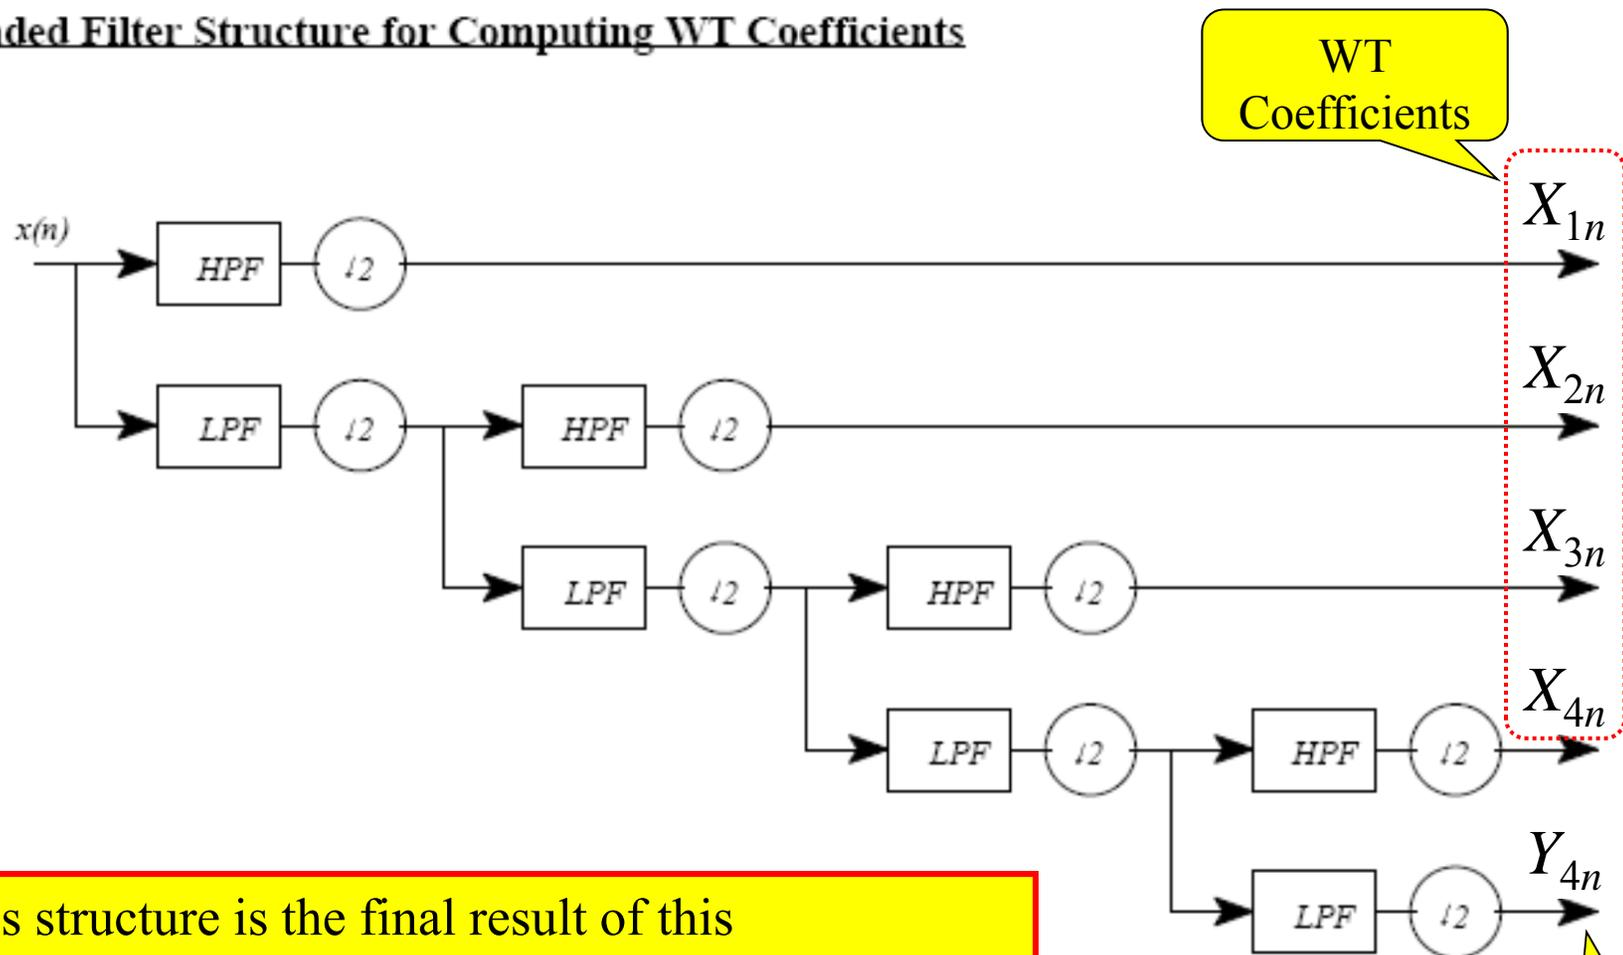 ded Filter Structure for Computing WT Coefficients
WT
Coefficients
x(n)
HPF ↓2
X1n
LPF ↓2 HPF ↓2
X2n
LPF ↓2 HPF ↓2
X3n
LPF ↓2 HPF ↓2
X4n
LPF ↓2
Y4n
s structure is the final result of this